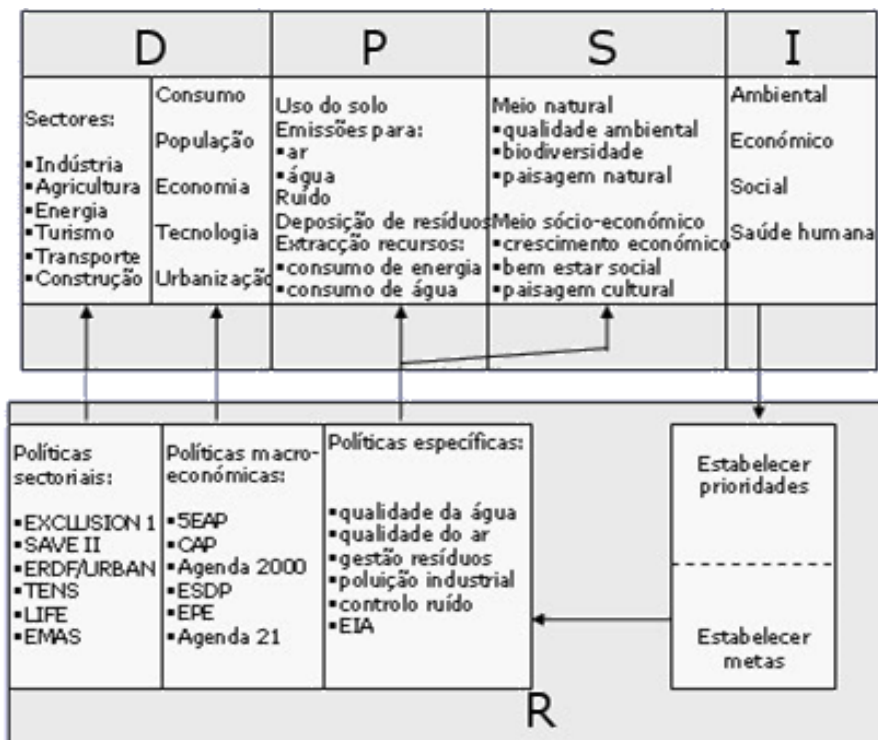 D
P
S
I
Sectores:
▪Indústria
▪Agricultura
▪Energia
▪Turismo
▪Transporte
▪Construção
Consumo
População
Economia
Tecnologia
Urbanização
Uso do solo
Emissões para:
▪ar
▪água
Ruído
Deposição de resíduos
Extracção recursos:
▪consumo de energia
▪consumo de água
Meio natural
▪qualidade ambiental
▪biodiversidade
▪paisagem natural
Meio sócio-económico
▪crescimento económico
▪bem estar social
▪paisagem cultural
Ambiental
Económico
Social
Saúde humana
Políticas
sectoriais:
▪EXCLUSION 1
▪SAVE II
▪ERDF/URBAN
▪TENS
▪LIFE
▪EMAS
Políticas macro-
económicas:
▪5EAP
▪CAP
▪Agenda 2000
▪ESDP
▪EPE
▪Agenda 21
Políticas específicas:
▪qualidade da água
▪qualidade do ar
▪gestão resíduos
▪poluição industrial
▪controlo ruído
▪EIA
Estabelecer
prioridades
Estabelecer
metas
R